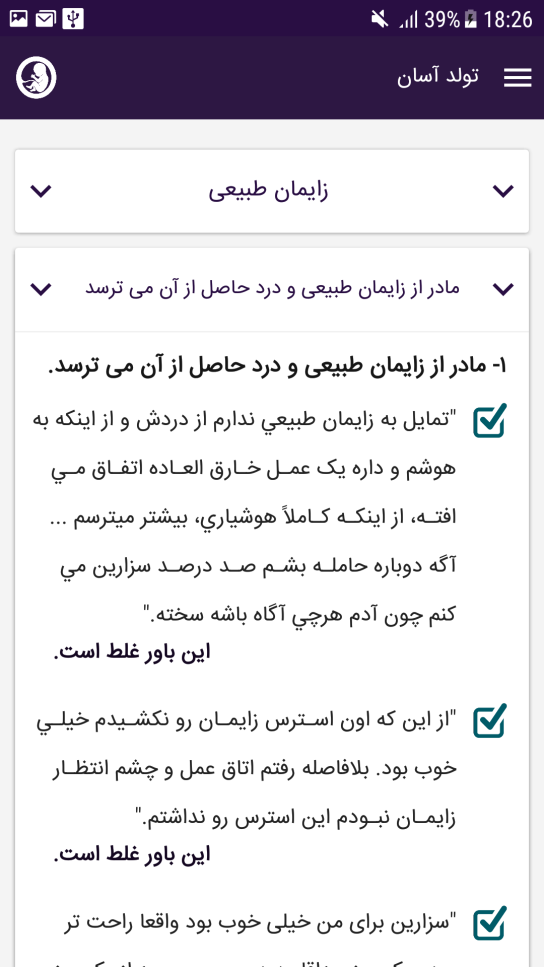 39% 18:26
تولد آسان
زایمان طبیعی
مادر از زایمان طبیعی و درد حاصل از آن می ترسد
۱- مادر از زایمان طبیعی و درد حاصل از آن می ترسد.
"تمایل به زایمان طبیعي ندارم از دردش و از اینکه به
هوشم و داره یک عمـل خـارق العـاده اتفـاق مـي
افتـه، از اینکـه کـاملاً هوشیاري، بیشتر میترسم ...
آگه دوباره حاملـه بشـم صـد درصـد سزارین مي
کنم چون آدم هرچي آگاه باشه سخته."
این باور غلط است.
"از این که اون اسـترس زایمـان رو نکشـیدم خیلـي
خوب بود. بلافاصله رفتم اتاق عمل و چشم انتظـار
زایمـان نبـودم این استرس رو نداشتم."
این باور غلط است.
"سزارین برای من خیلی خوب بود واقعا راحت تر